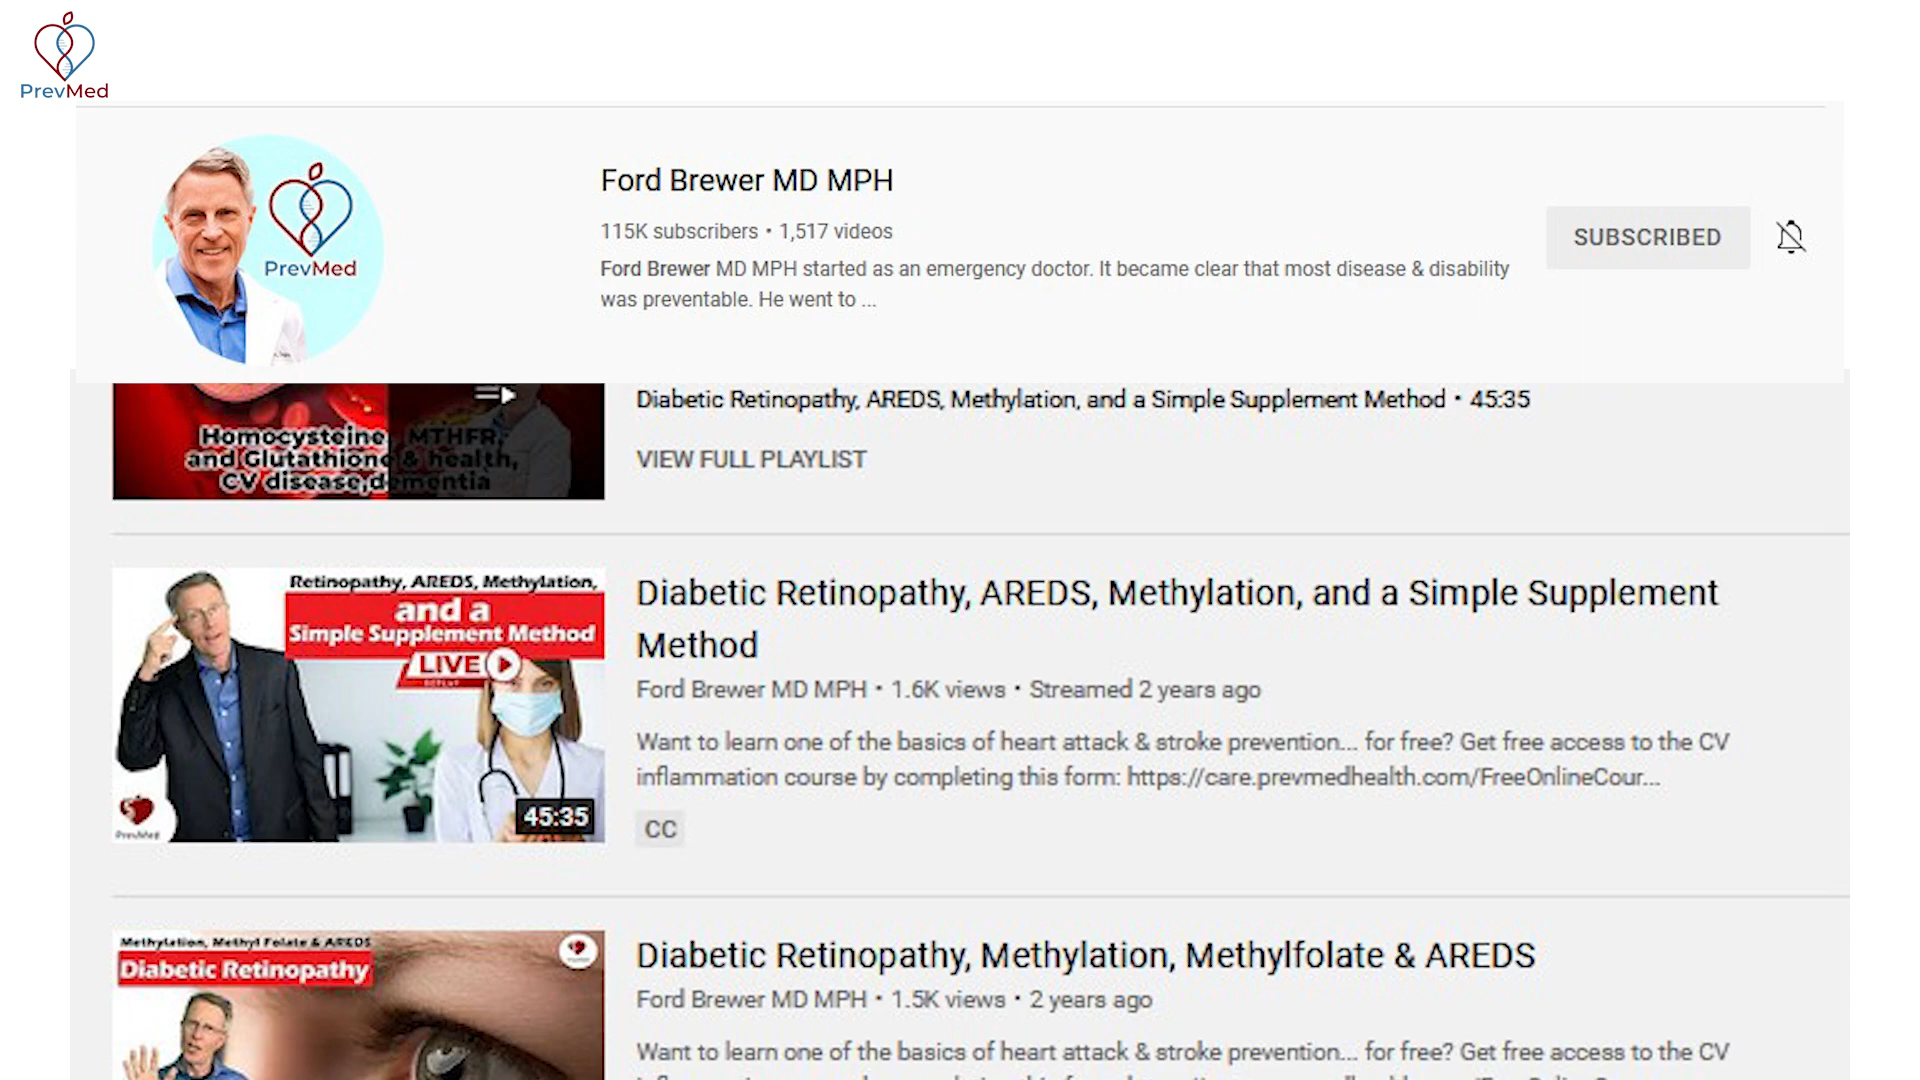 PrevMed
PrevMed
Ford Brewer MD MPH
115K subscribers • 1,517 videos
Ford Brewer MD MPH started as an emergency doctor. It became clear that most disease & disability
was preventable. He went to ...
SUBSCRIBED
Homocysteine, MTHFR,
and Glutathione & health,
CV disease,dementia
Diabetic Retinopathy, AREDS, Methylation, and a Simple Supplement Method • 45:35
VIEW FULL PLAYLIST
Retinopathy, AREDS, Methylation,
and a
Simple Supplement Method
LIVE
REPLAY
PrevMed
45:35
Diabetic Retinopathy, AREDS, Methylation, and a Simple Supplement
Method
Ford Brewer MD MPH • 1.6K views • Streamed 2 years ago
Want to learn one of the basics of heart attack & stroke prevention... for free? Get free access to the CV
inflammation course by completing this form: https://care.prevmedhealth.com/FreeOnlineCour...
CC
Methylation, Methyl Folate & AREDS
Diabetic Retinopathy
Diabetic Retinopathy, Methylation, Methylfolate & AREDS
Ford Brewer MD MPH • 1.5K views • 2 years ago
Want to learn one of the basics of heart attack & stroke prevention... for free? Get free access to the CV